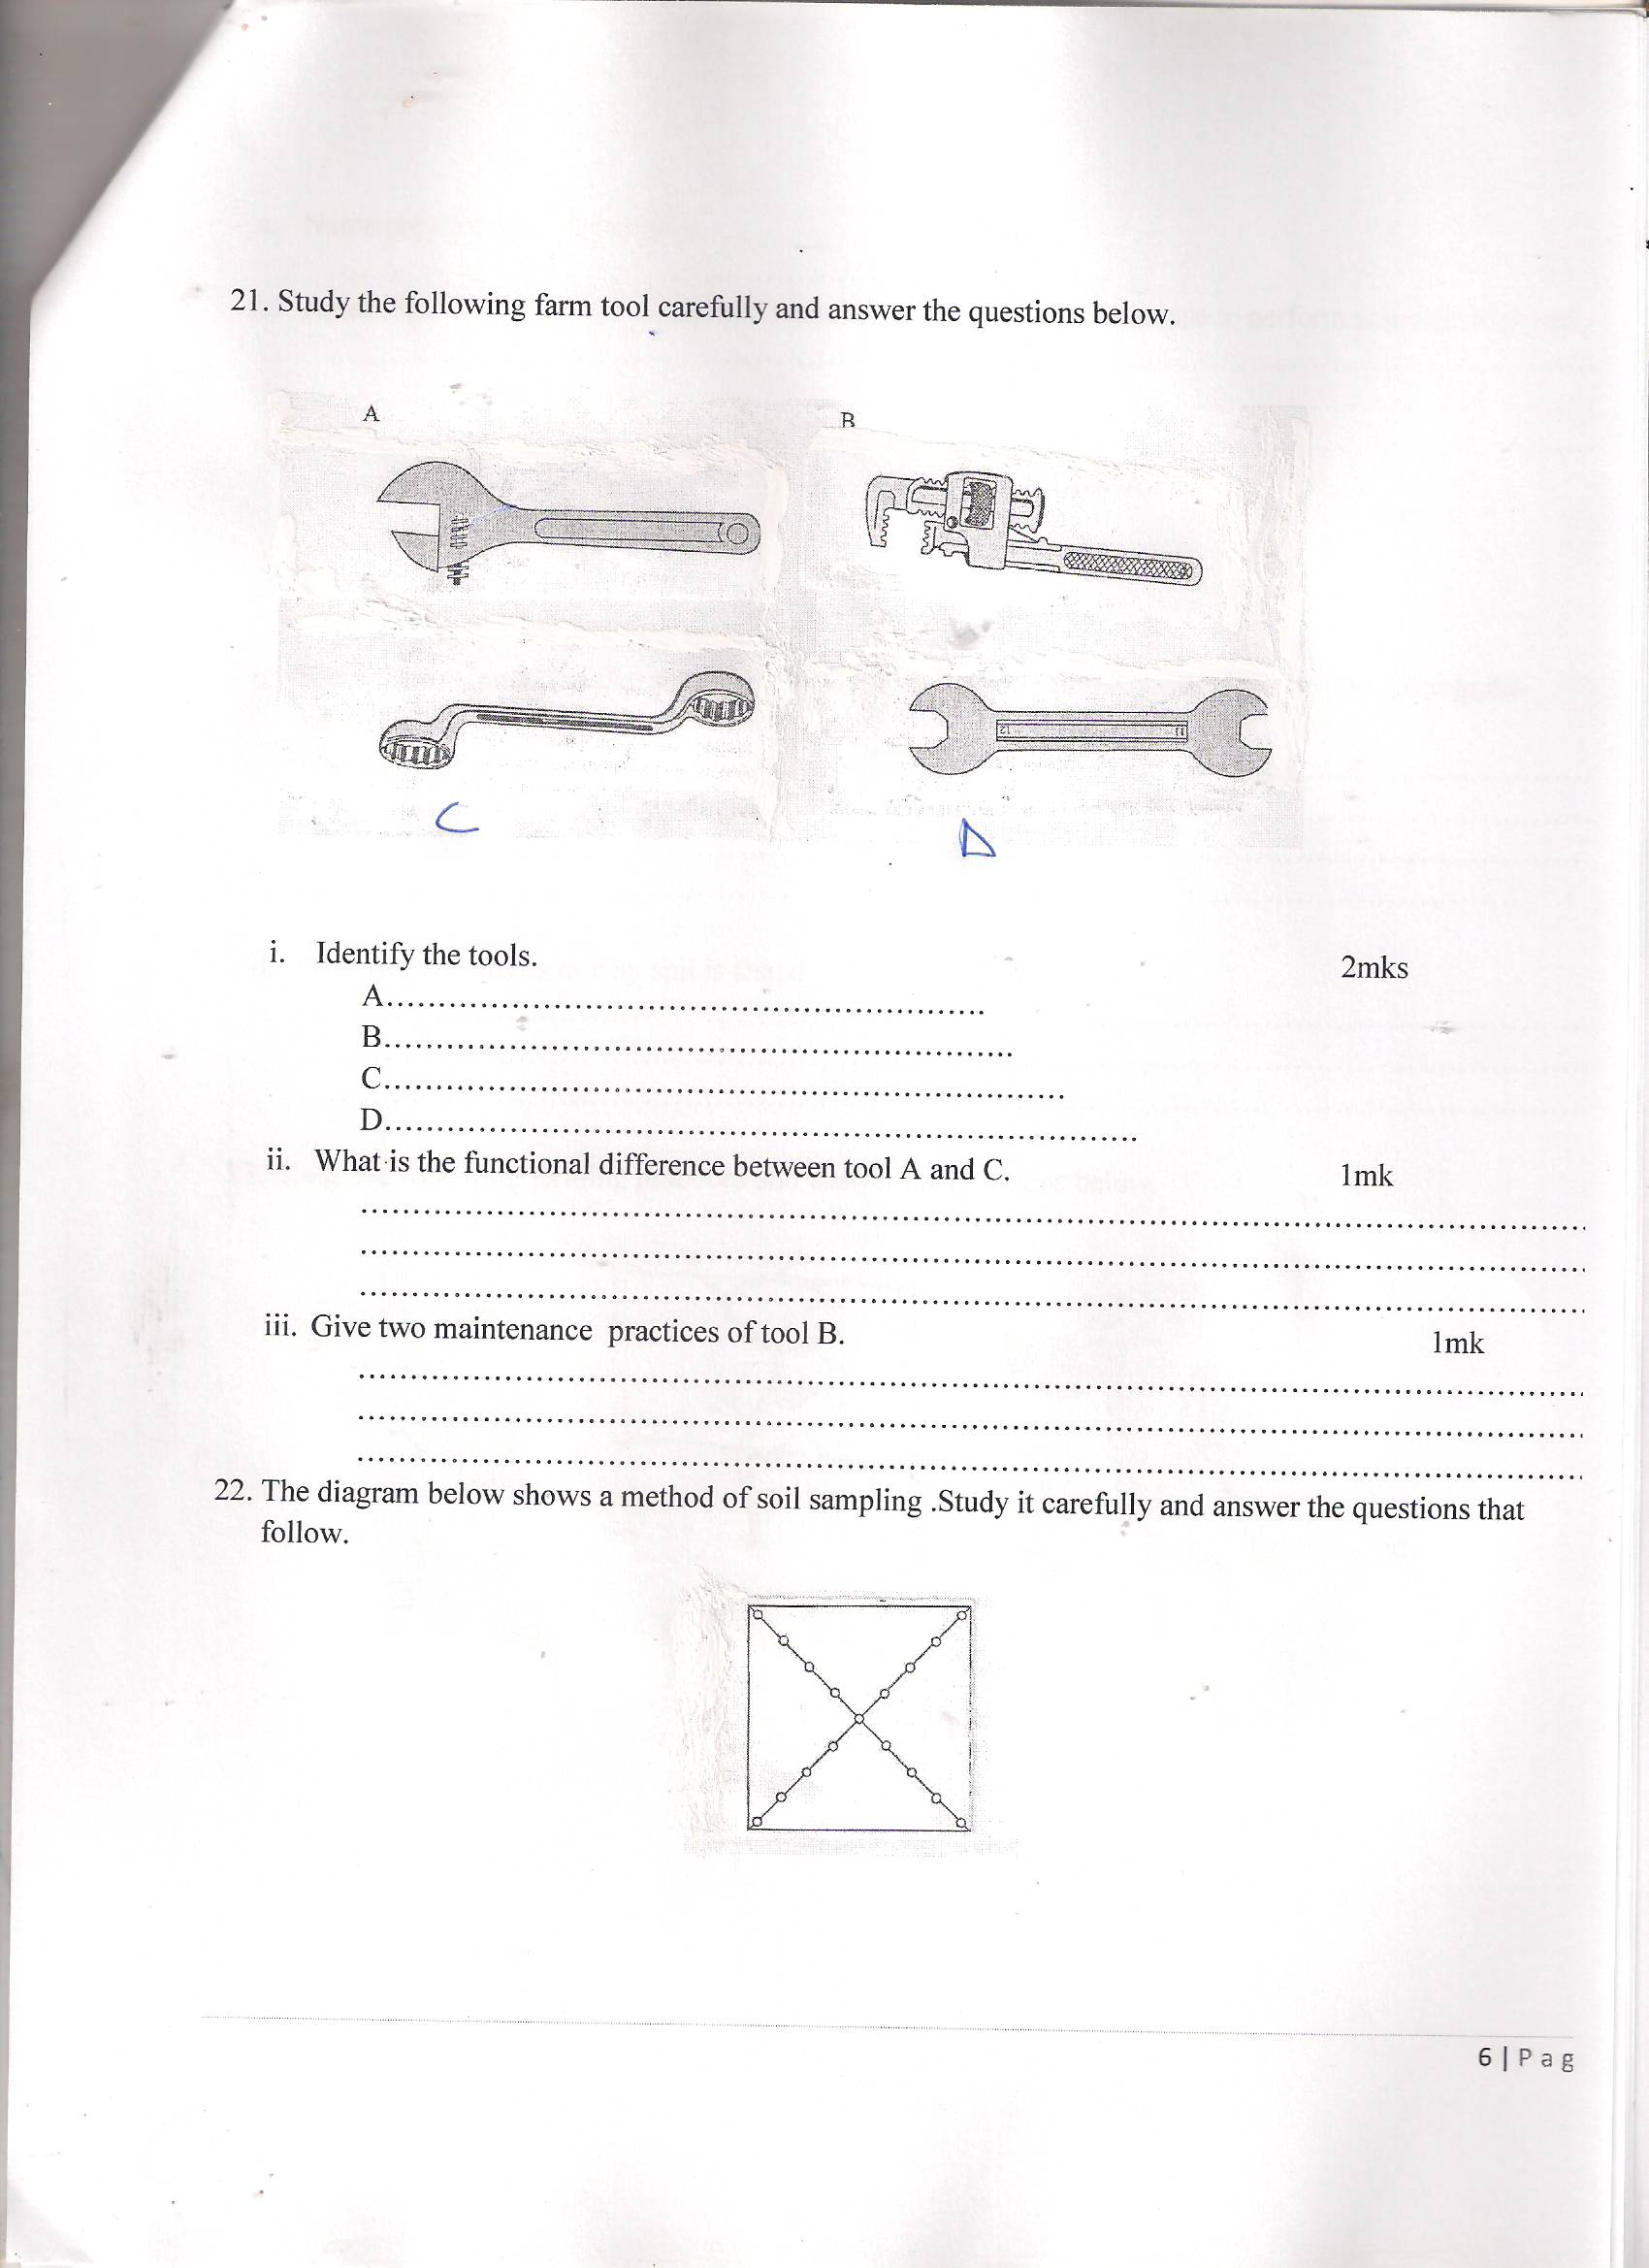 21. Study the following farm tool carefully and answer the questions below.
A
B
12
11
C
D
i. Identify the tools. 2mks
A..........................................................
B..........................................................
C..........................................................
D..........................................................
ii. What is the functional difference between tool A and C. 1mk
..........................................................
..........................................................
..........................................................
iii. Give two maintenance practices of tool B. 1mk
..........................................................
..........................................................
..........................................................
22. The diagram below shows a method of soil sampling .Study it carefully and answer the questions that
follow.
6 | P a g